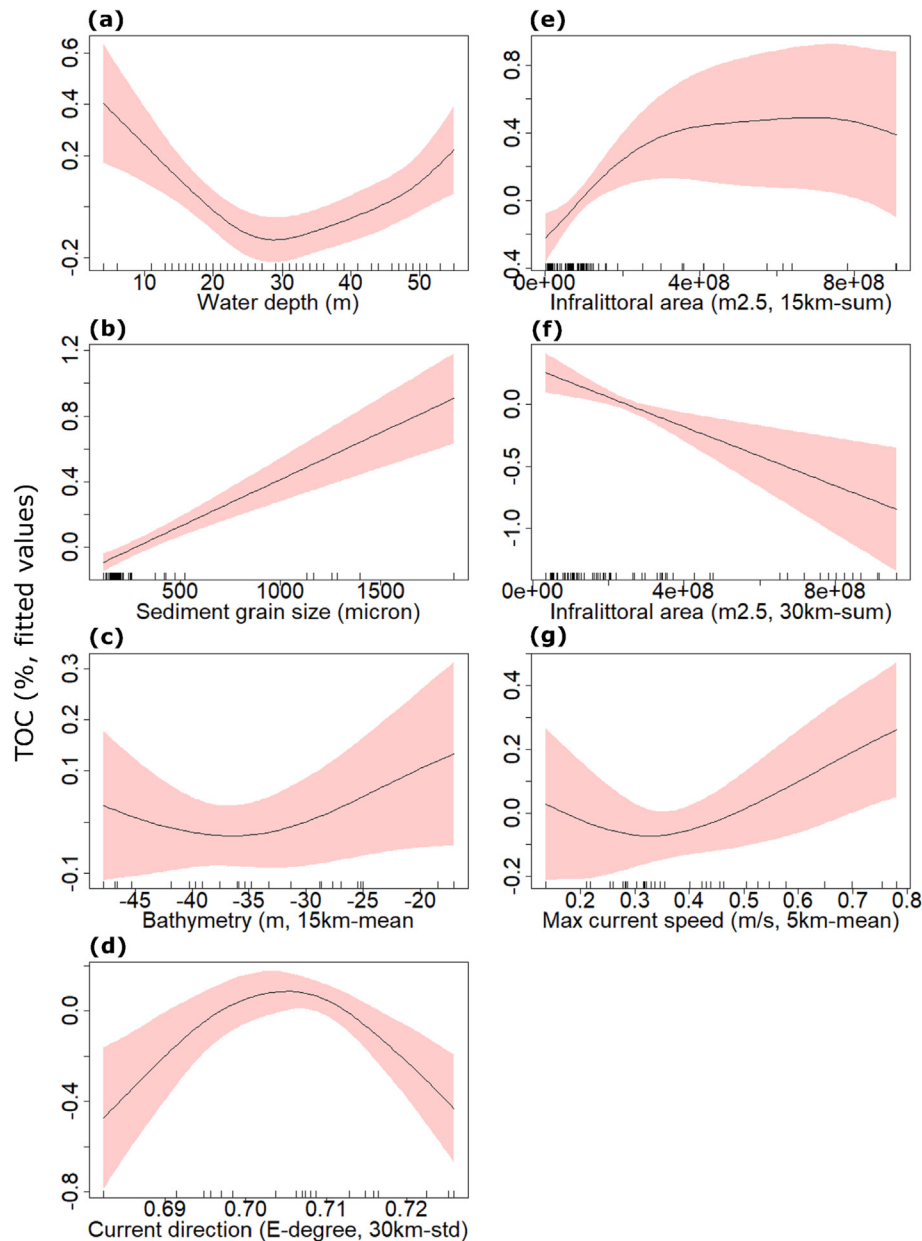 TOC (%, fitted values)
(a)
0.6
0.2
-0.2
10 20 30 40 50
Water depth (m)
(b)
1.2
0.8
0.4
0.0
500 1000 1500
Sediment grain size (micron)
(c)
0.3
0.1
-0.1
-45 -40 -35 -30 -25 -20
Bathymetry (m, 15km-mean
(d)
0.0
-0.4
-0.8
0.69 0.70 0.71 0.72
Current direction (E-degree, 30km-std)
(e)
0.8
0.4
0.0
-0.4
0e+00 4e+08 8e+08
Infralittoral area (m2.5, 15km-sum)
(f)
0.0
-0.5
-1.0
0e+00 4e+08 8e+08
Infralittoral area (m2.5, 30km-sum)
(g)
0.4
0.2
0.0
-0.2
0.2 0.3 0.4 0.5 0.6 0.7 0.8
Max current speed (m/s, 5km-mean)